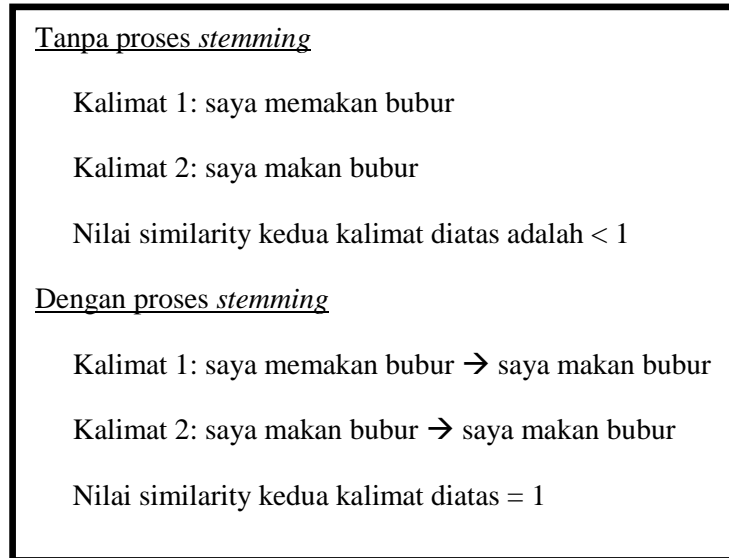 Tanpa proses stemming
Kalimat 1: saya memakan bubur
Kalimat 2: saya makan bubur
Nilai similarity kedua kalimat diatas adalah < 1
Dengan proses stemming
Kalimat 1: saya memakan bubur → saya makan bubur
Kalimat 2: saya makan bubur → saya makan bubur
Nilai similarity kedua kalimat diatas = 1